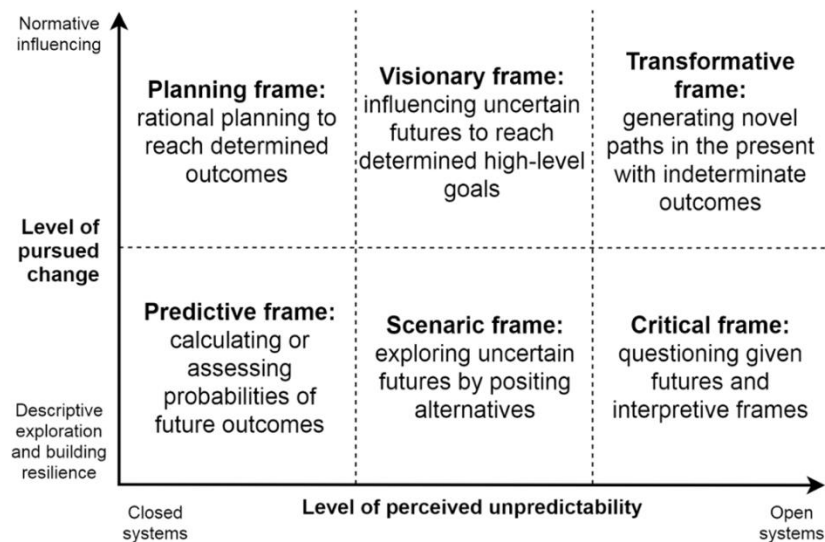 Normative
influencing
Planning frame:
rational planning to
reach determined
outcomes
Visionary frame:
influencing uncertain
futures to reach
determined high-level
goals
Transformative
frame:
generating novel
paths in the present
with indeterminate
outcomes
Level of
pursued
change
Predictive frame:
calculating or
assessing
probabilities of
future outcomes
Scenaric frame:
exploring uncertain
futures by positing
alternatives
Critical frame:
questioning given
futures and
interpretive frames
Descriptive
exploration
and building
resilience
Closed
systems
Level of perceived unpredictability
Open
systems